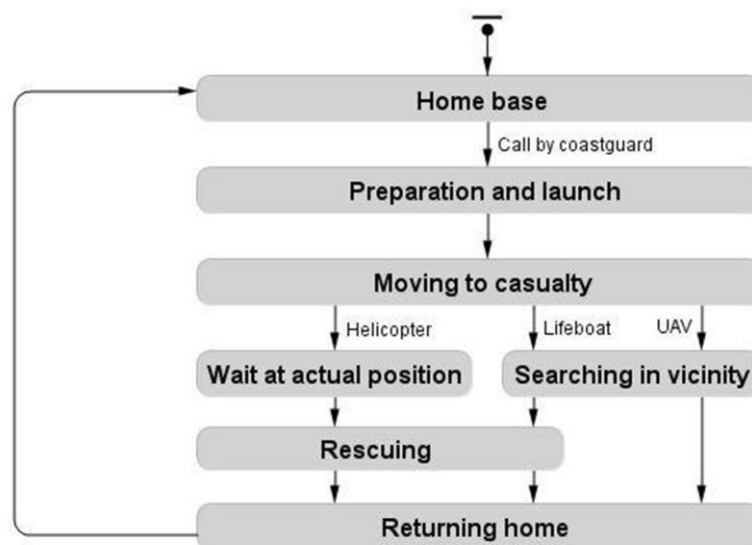 Home base
Call by coastguard
Preparation and launch
Moving to casualty
Helicopter
Lifeboat
UAV
Wait at actual position
Searching in vicinity
Rescuing
Returning home